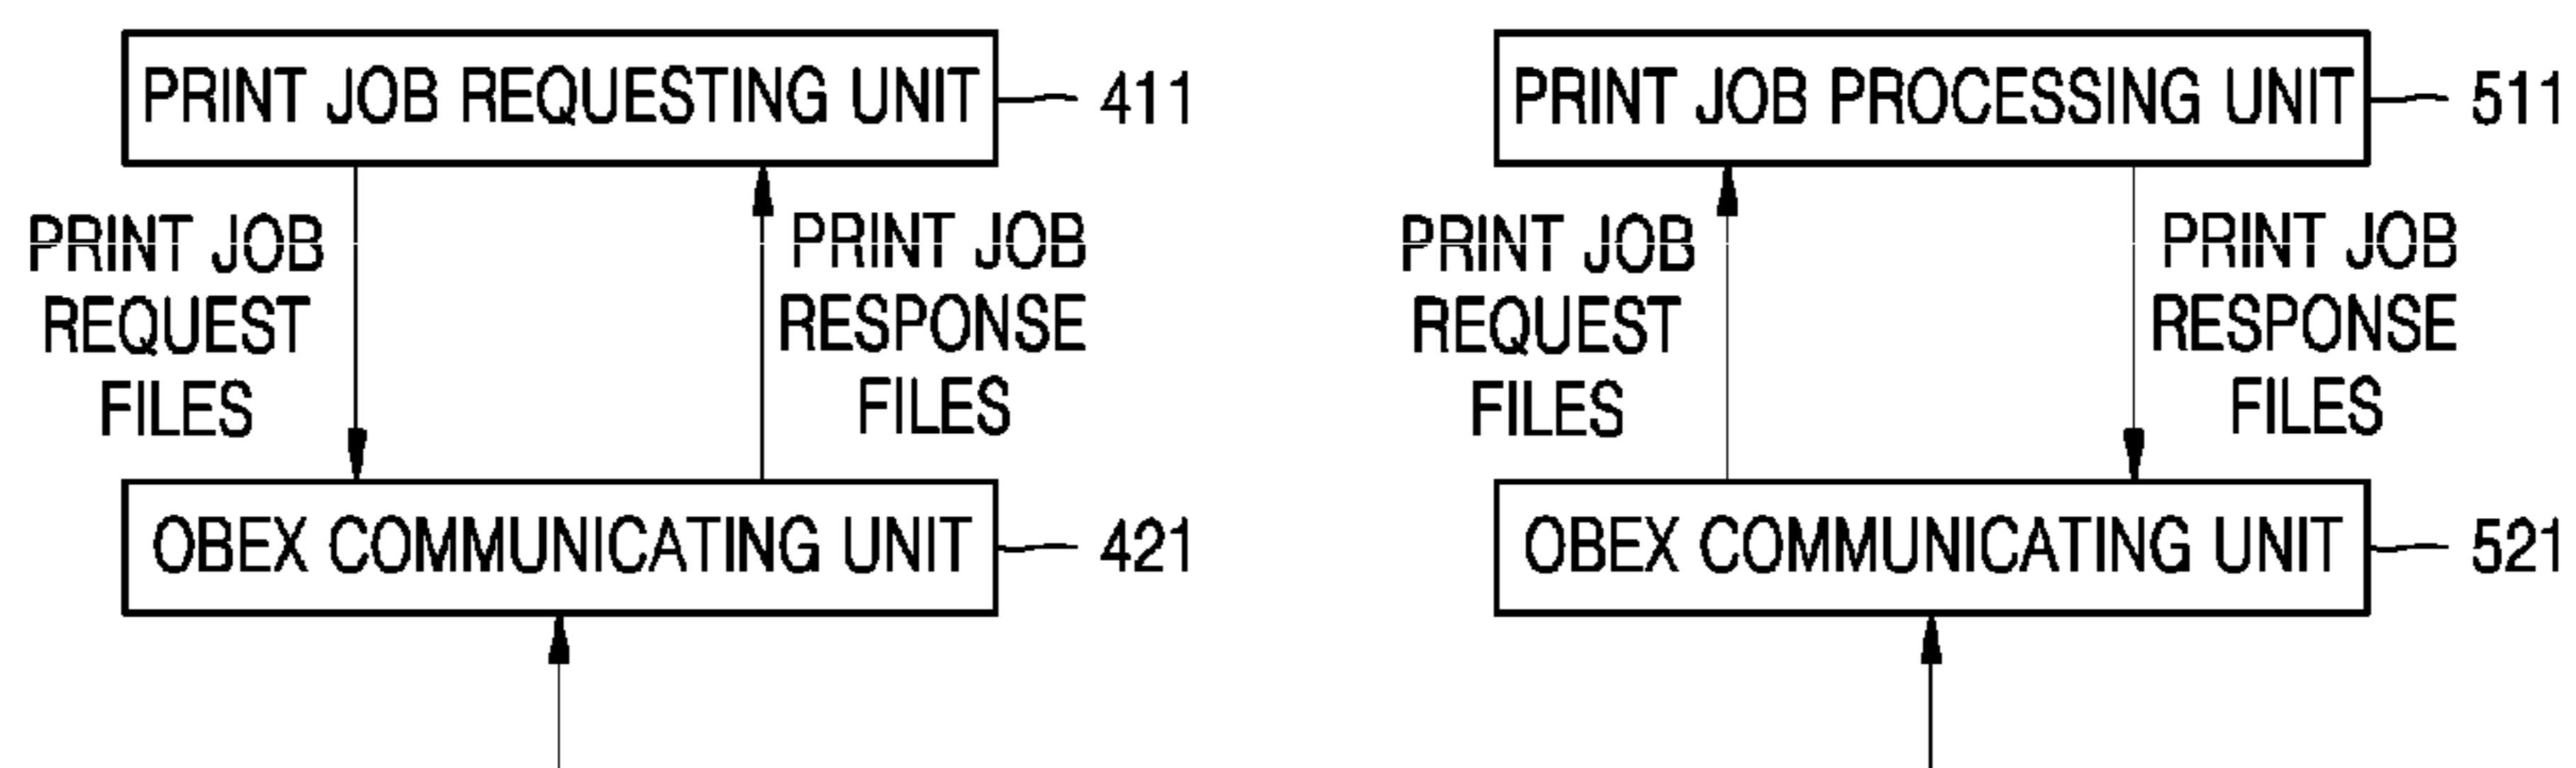 PRINT JOB REQUESTING UNIT 411
PRINT JOB
REQUEST
FILES
PRINT JOB
RESPONSE
FILES
OBEX COMMUNICATING UNIT 421
PRINT JOB PROCESSING UNIT 511
PRINT JOB
REQUEST
FILES
PRINT JOB
RESPONSE
FILES
OBEX COMMUNICATING UNIT 521